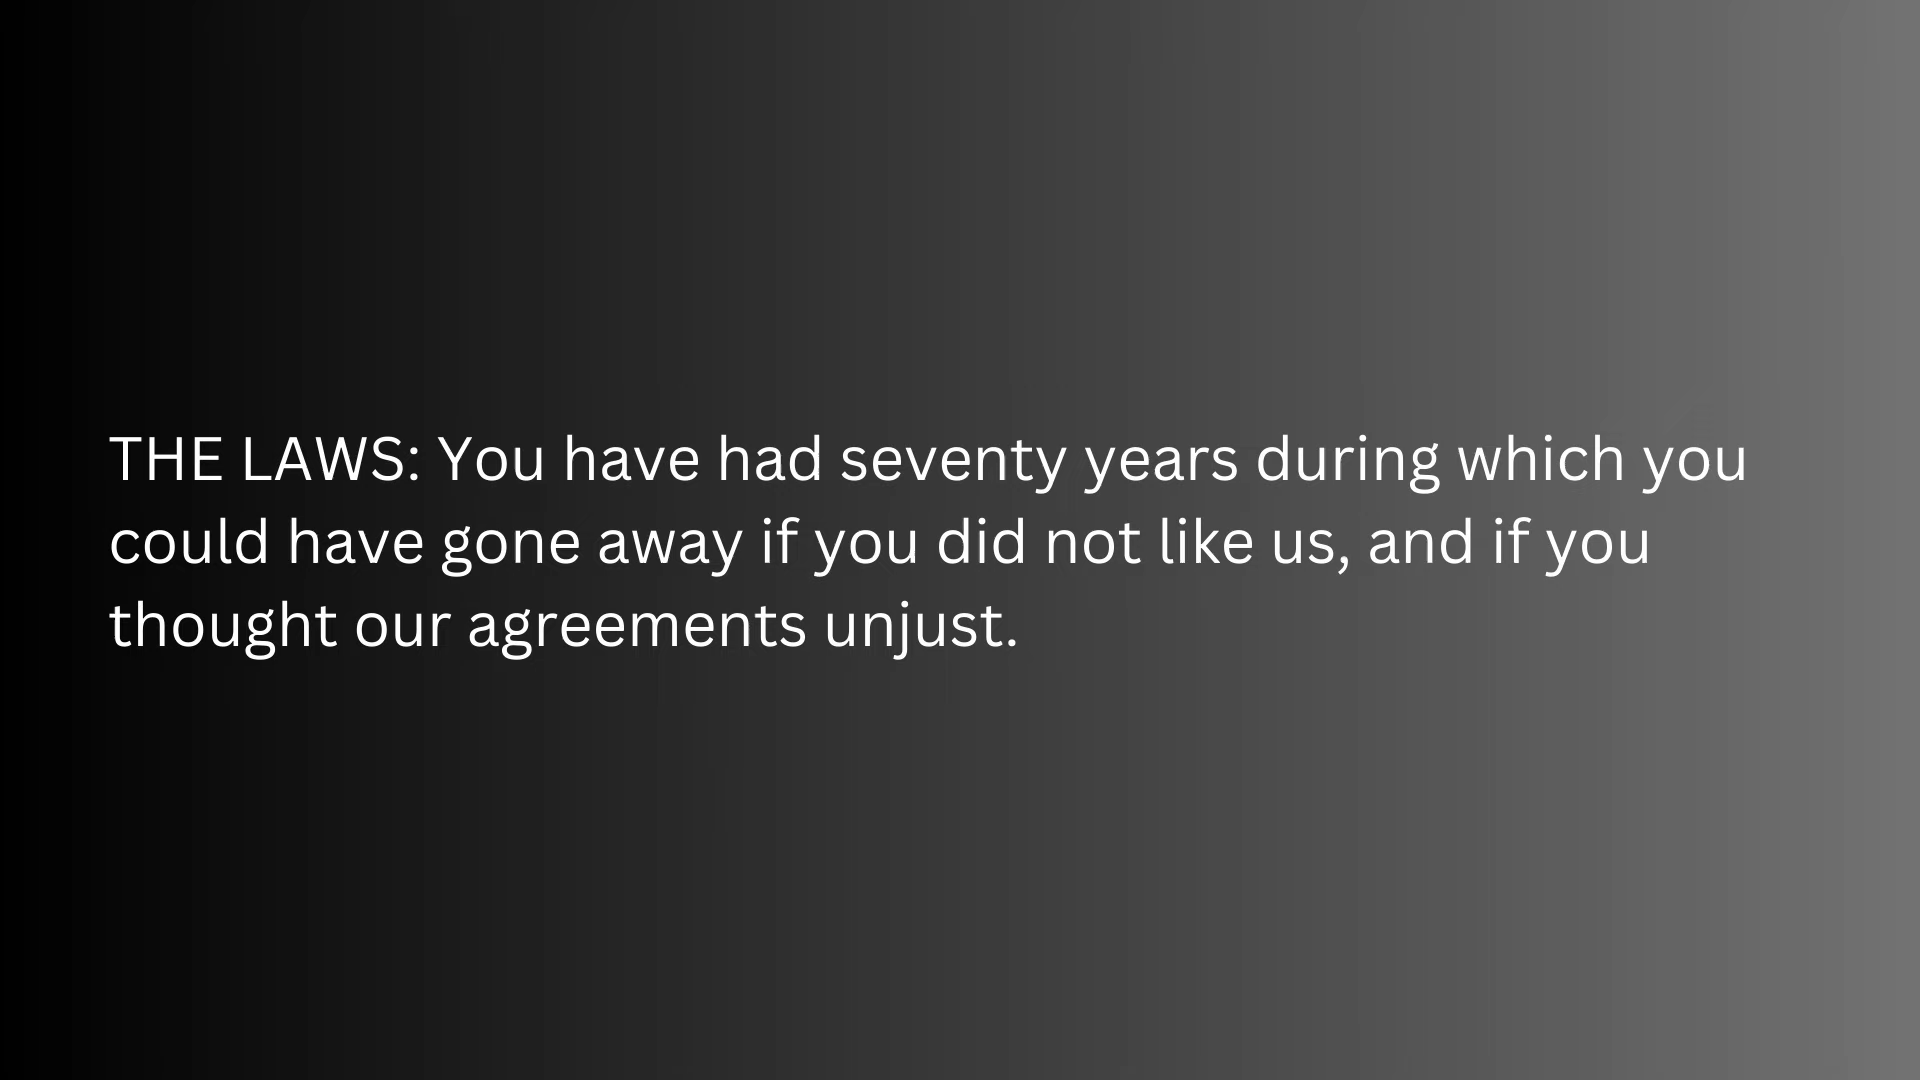 THE LAWS: You have had seventy years during which you
could have gone away if you did not like us, and if you
thought our agreements unjust.